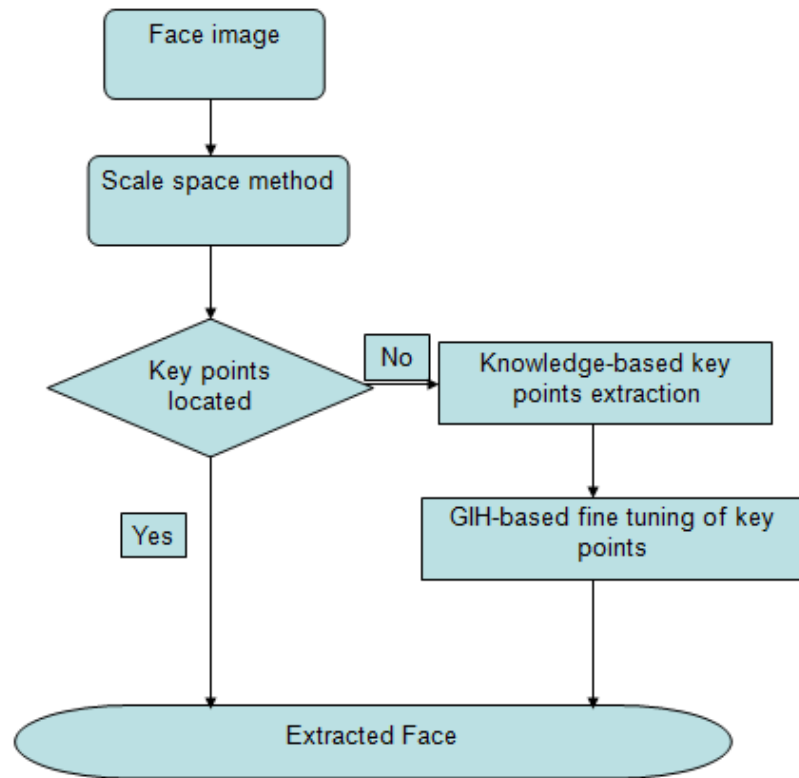 Face image
Scale space method
Key points
located
No
Knowledge-based key
points extraction
Yes
GIH-based fine tuning of key
points
Extracted Face